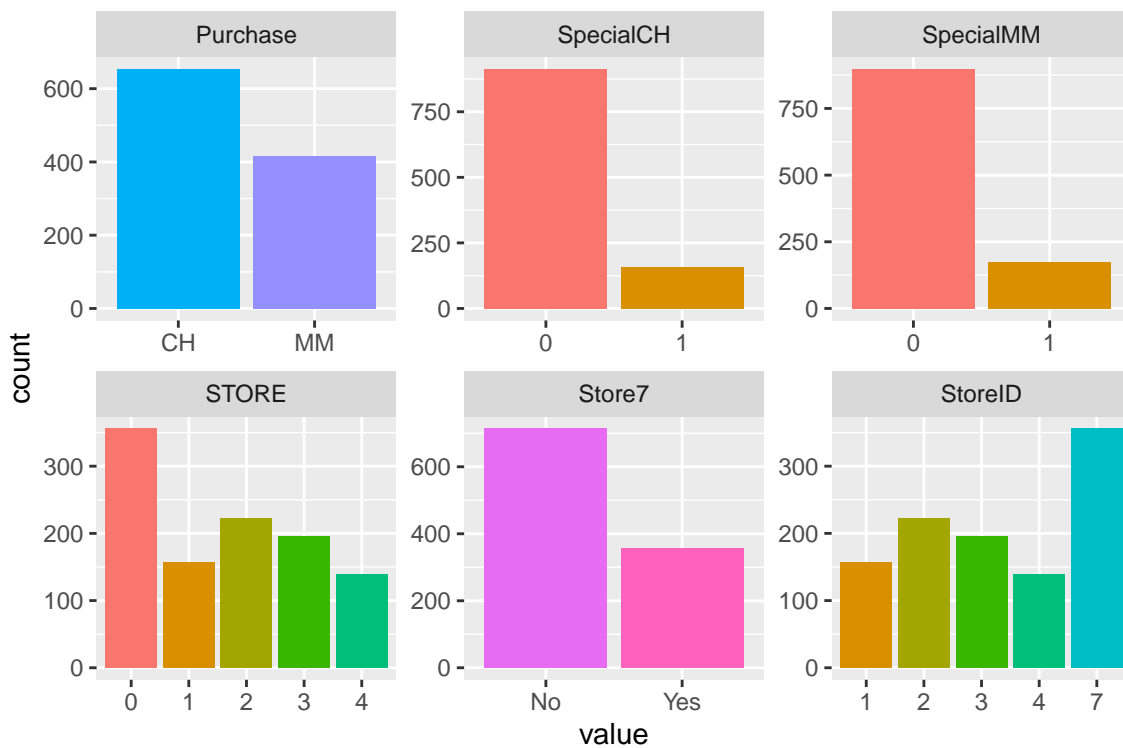 Purchase
SpecialCH
SpecialMM
600
400
200
0
CH MM
750
500
250
0
0 1
750
500
250
0
0 1
count
STORE
Store7
StoreID
300
200
100
0
0 1 2 3 4
600
400
200
0
No Yes
300
200
100
0
1 2 3 4 7
value